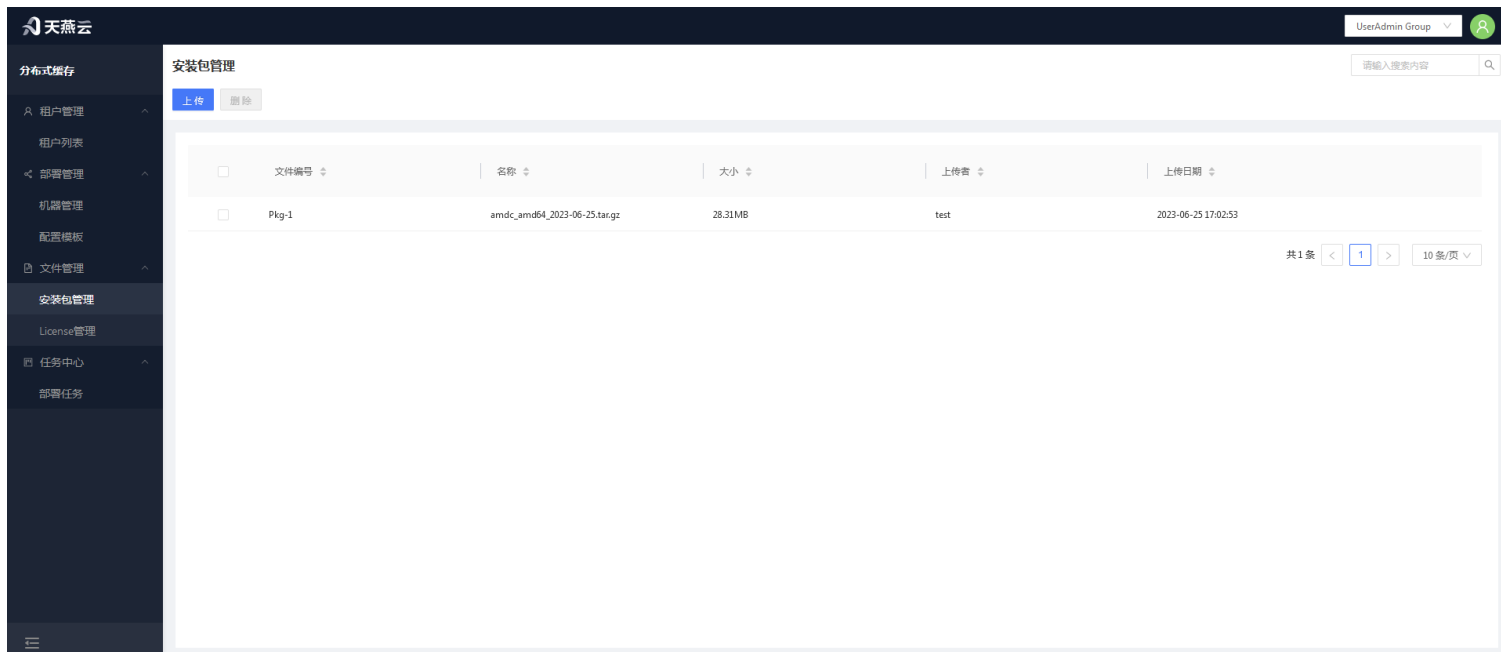 天燕云
UserAdmin Group
分布式缓存
租户管理
租户列表
部署管理
机器管理
配置模板
文件管理
安装包管理
License管理
任务中心
部署任务
安装包管理
请输入搜索内容
上传 删除
文件编号 名称 大小 上传者 上传日期
Pkg-1 amdc_amd64_2023-06-25.tar.gz 28.31MB test 2023-06-25 17:02:53
共1条 < 1 > 10 条/页